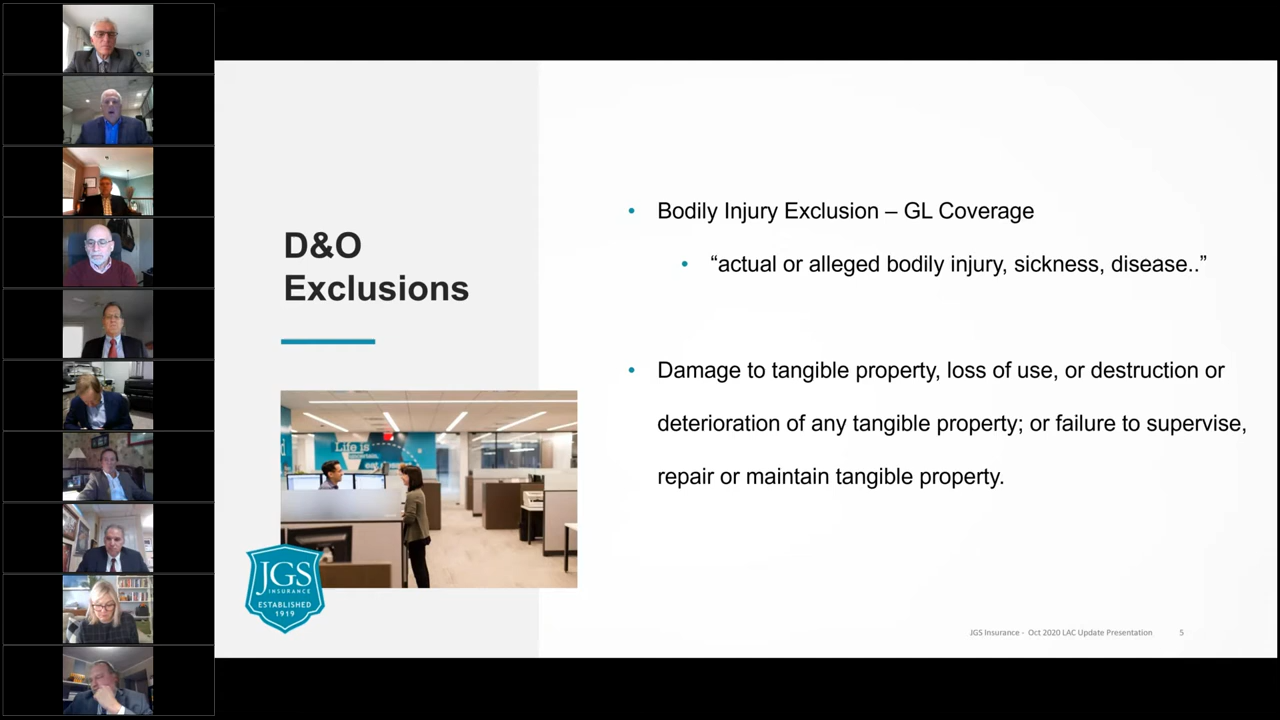 D&O
Exclusions
• Bodily Injury Exclusion – GL Coverage
• “actual or alleged bodily injury, sickness, disease..”
• Damage to tangible property, loss of use, or destruction or
deterioration of any tangible property; or failure to supervise,
repair or maintain tangible property.
Life is
JGS
INSURANCE
ESTABLISHED
1919
JGS Insurance - Oct 2020 LAC Update Presentation 5